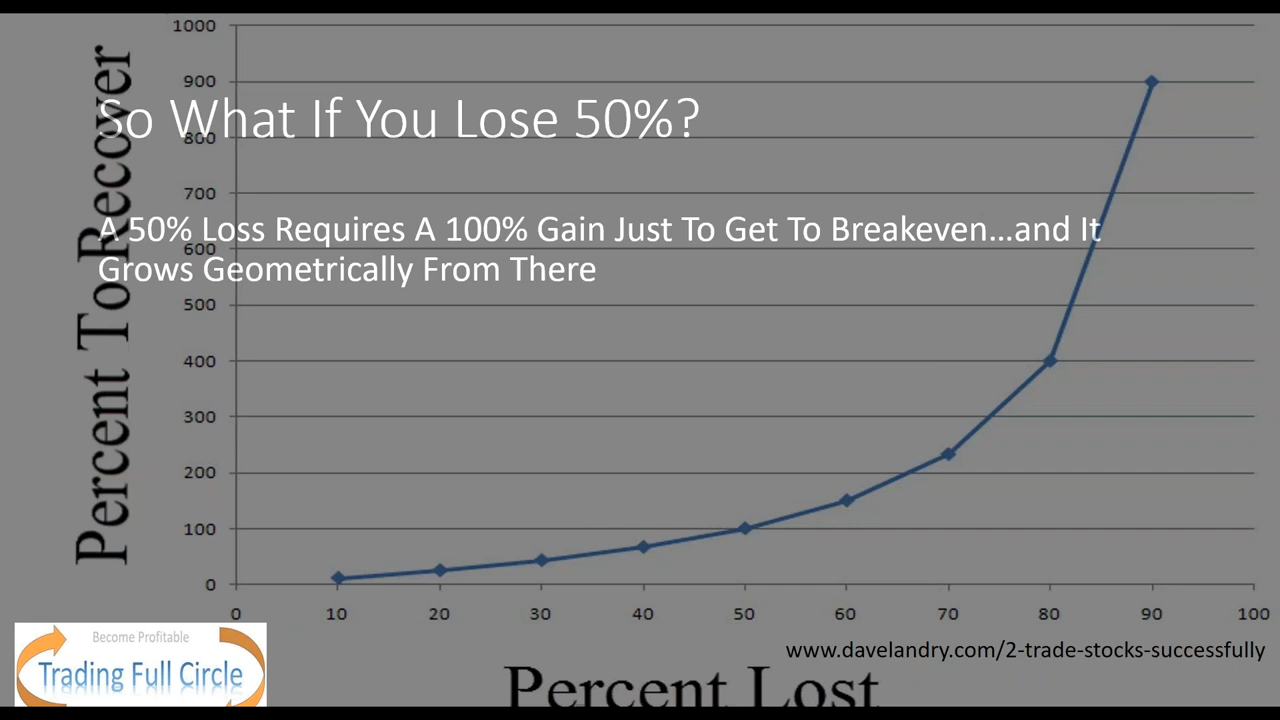 So What If You Lose 50%?
A 50% Loss Requires A 100% Gain Just To Get To Breakeven...and It
Grows Geometrically From There
Percent To Recover
1000
900
800
700
600
500
400
300
200
100
0
0 10 20 30 40 50 60 70 80 90 100
Percent Lost
Become Profitable
Trading Full Circle
www.davelandry.com/2-trade-stocks-successfully